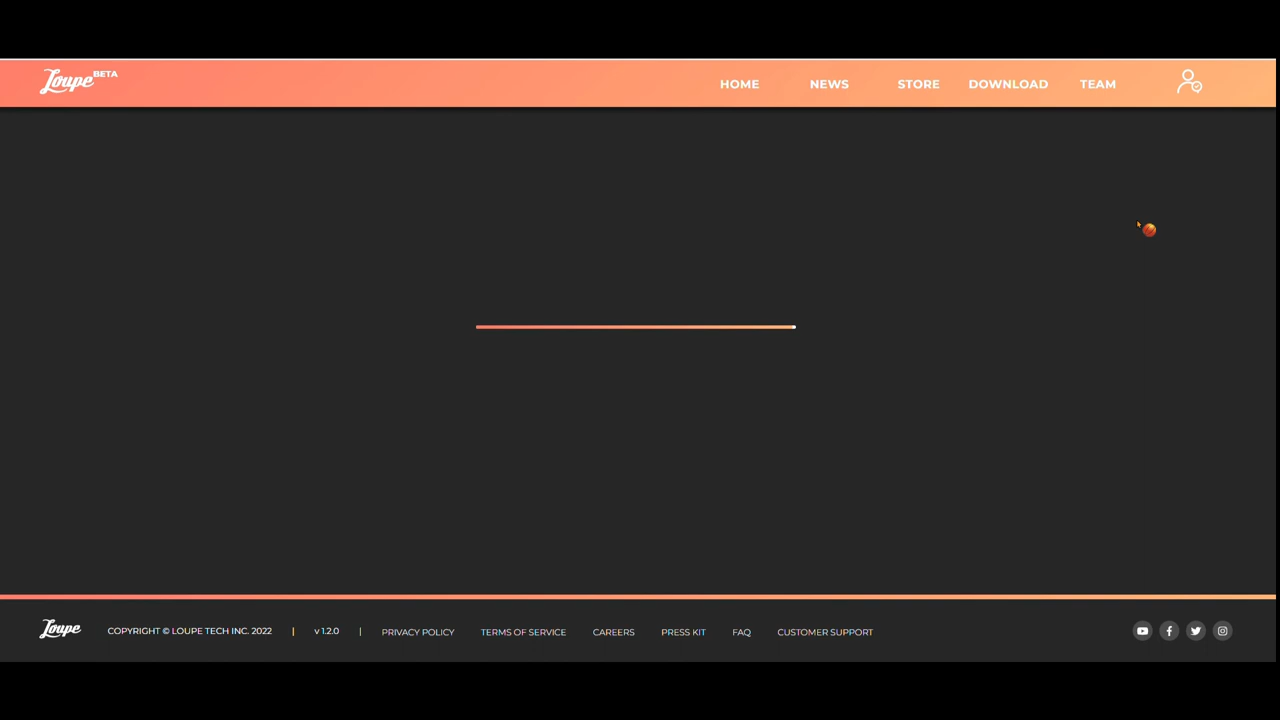 Loupe BETA HOME NEWS STORE DOWNLOAD TEAM
Loupe COPYRIGHT © LOUPE TECH INC. 2022 | v 1.2.0 | PRIVACY POLICY TERMS OF SERVICE CAREERS PRESS KIT FAQ CUSTOMER SUPPORT